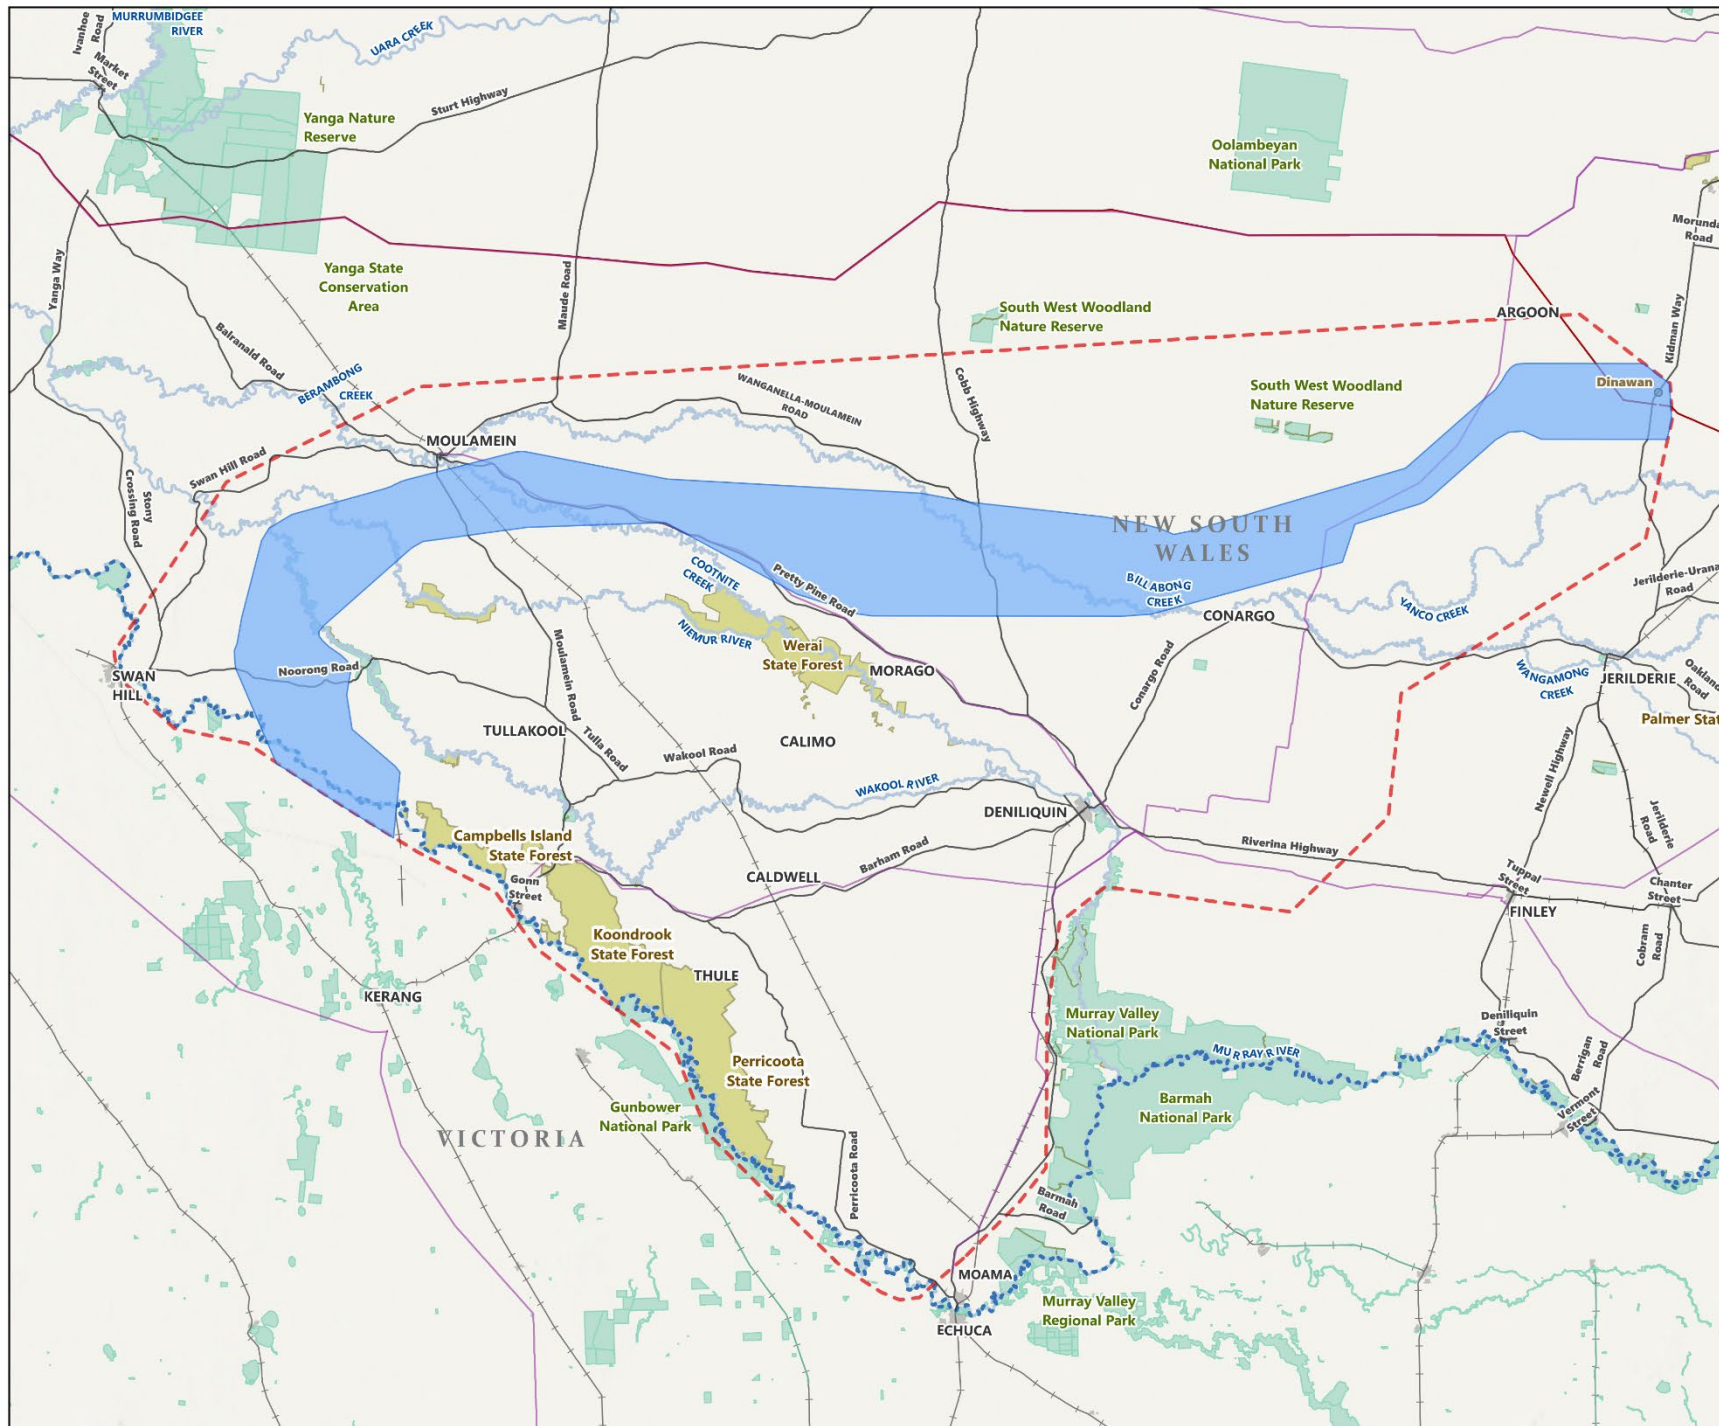 MURRUMBIDGEE
RIVER
Ivanhoe
Road
Market
Street
UARA CREEK
Sturt Highway
Yanga Nature
Reserve
Oolambeyan
National Park
Morunda
Road
Yanga Way
Yanga State
Conservation
Area
Maude Road
South West Woodland
Nature Reserve
ARGOON
Kidman Way
Balranald Road
BERAMBONG
CREEK
WANGANELLA-MOULAMEIN
ROAD
Cobb Highway
South West Woodland
Nature Reserve
Dinawan
MOULAMEIN
Swan Hill Road
Stony
Crossing Road
NEW SOUTH
WALES
COOTNITE
CREEK
Pretty Pine Road
BILLABONG
CREEK
CONARGO
YANCO CREEK
Jerilderie-Urana
Road
NIEMUR RIVER
Werai
State Forest
MORAGO
Noorong Road
SWAN
HILL
Moulamein Road
Conargo Road
WANGAMONG
CREEK
JERILDERIE
Oakland
Road
Palmer Stat
TULLAKOOL
Tulla Road
CALIMO
Wakool Road
WAKOOL RIVER
Newell Highway
DENILIQUIN
Jerilderie
Road
Campbells Island
State Forest
Barham Road
Riverina Highway
Gonn
Street
CALDWELL
Tuppal
Street
Chanter
Street
FINLEY
Koondrook
State Forest
Cobram
Road
THULE
KERANG
Murray Valley
National Park
Deniliquin
Street
MURRAY RIVER
Berrigan
Road
Perricoota
State Forest
Gunbower
National Park
Barmah
National Park
Vermont
Street
VICTORIA
Perricoota Road
Barmah
Road
MOAMA
Murray Valley
Regional Park
ECHUCA